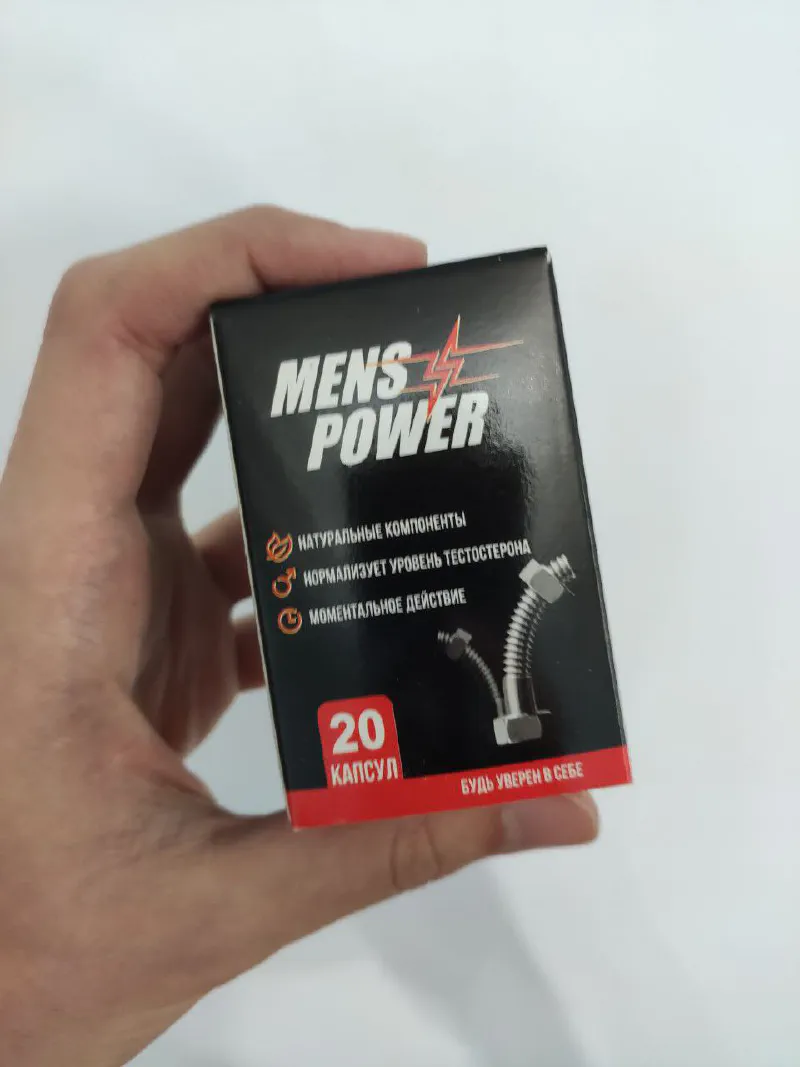 MENS
POWER
НАТУРАЛЬНЫЕ КОМПОНЕНТЫ
НОРМАЛИЗУЕТ УРОВЕНЬ ТЕСТОСТЕРОНА
МОМЕНТАЛЬНОЕ ДЕЙСТВИЕ
20
КАПСУЛ
БУДЬ УВЕРЕН В СЕБЕ